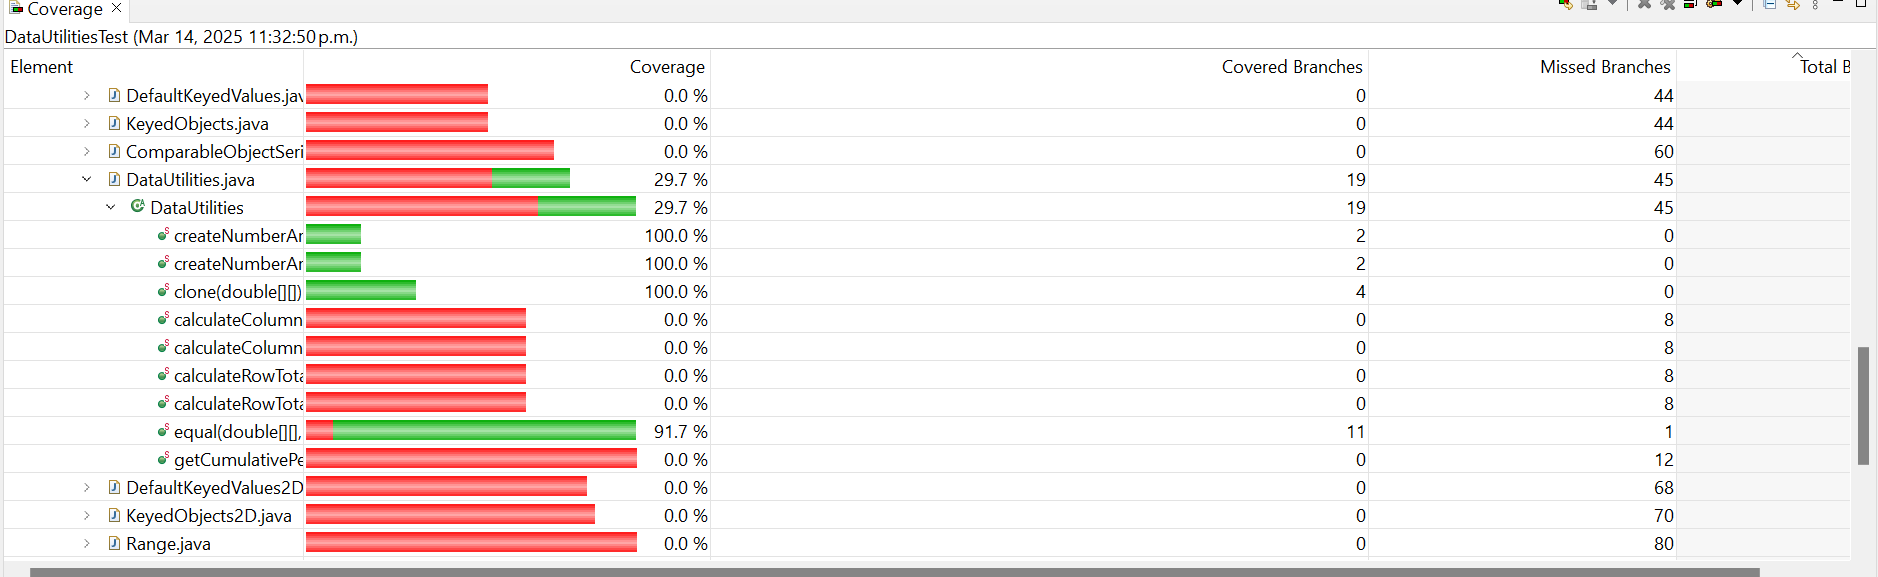 Coverage
DataUtilitiesTest (Mar 14, 2025 11:32:50 p.m.)
Element Coverage Covered Branches Missed Branches Total B
DefaultKeyedValues.jav 0.0 % 0 44
KeyedObjects.java 0.0 % 0 44
ComparableObjectSeri 0.0 % 0 60
DataUtilities.java 29.7 % 19 45
DataUtilities 29.7 % 19 45
createNumberAr 100.0 % 2 0
createNumberAr 100.0 % 2 0
clone(double[][]) 100.0 % 4 0
calculateColumn 0.0 % 0 8
calculateColumn 0.0 % 0 8
calculateRowTota 0.0 % 0 8
calculateRowTota 0.0 % 0 8
equal(double[][], 91.7 % 11 1
getCumulativePe 0.0 % 0 12
DefaultKeyedValues2D 0.0 % 0 68
KeyedObjects2D.java 0.0 % 0 70
Range.java 0.0 % 0 80